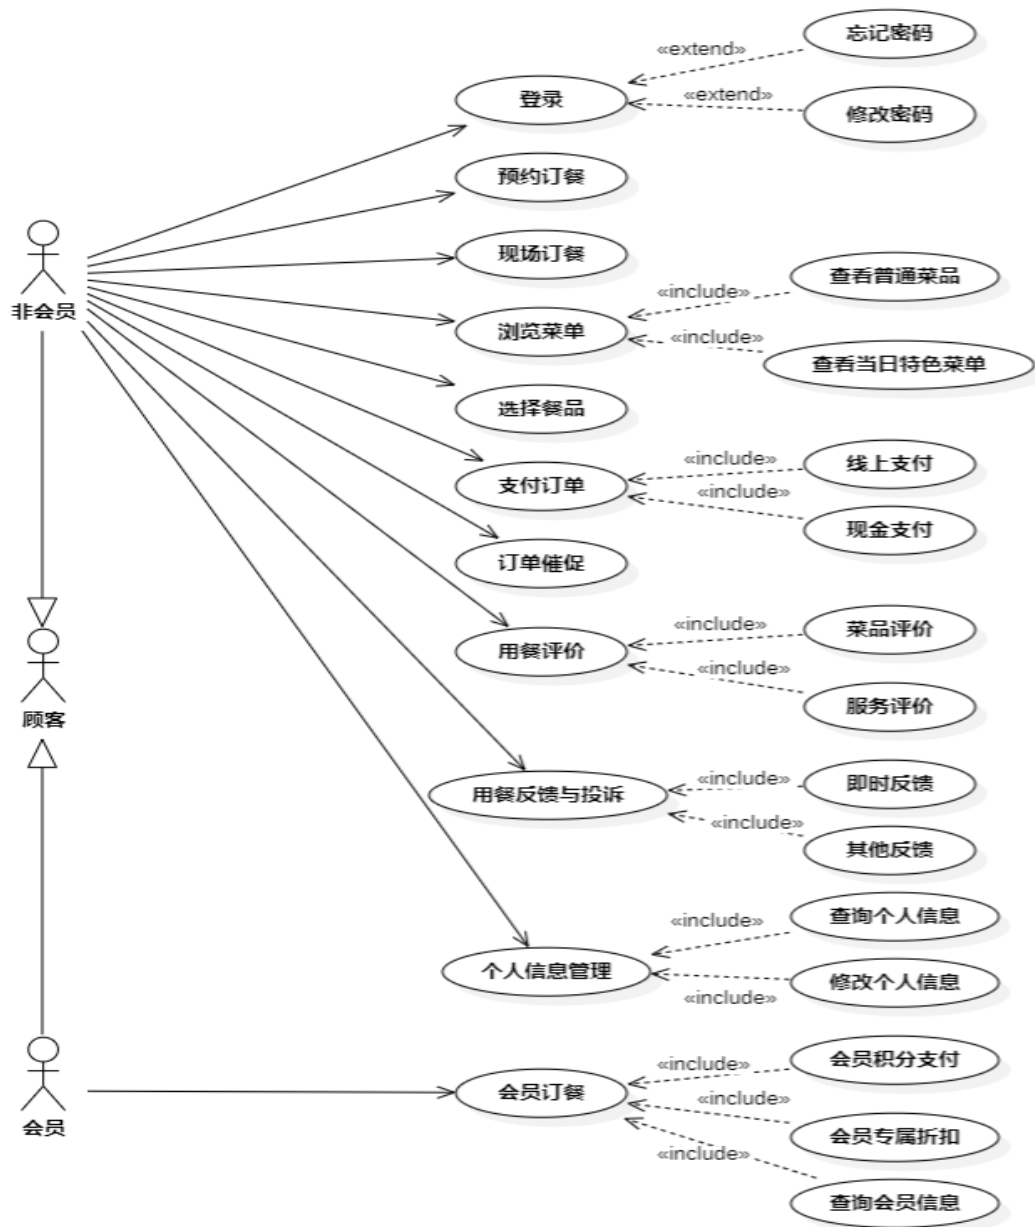 忘记密码
«extend»
登录
«extend»
修改密码
预约订餐
现场订餐
非会员
查看普通菜品
«include»
浏览菜单
«include»
查看当日特色菜单
选择餐品
«include»
线上支付
支付订单
«include»
现金支付
订单催促
«include»
菜品评价
用餐评价
«include»
服务评价
顾客
«include»
即时反馈
用餐反馈与投诉
«include»
其他反馈
«include»
查询个人信息
个人信息管理
修改个人信息
«include»
«include»
会员积分支付
会员订餐
«include»
会员
会员专属折扣
«include»
查询会员信息